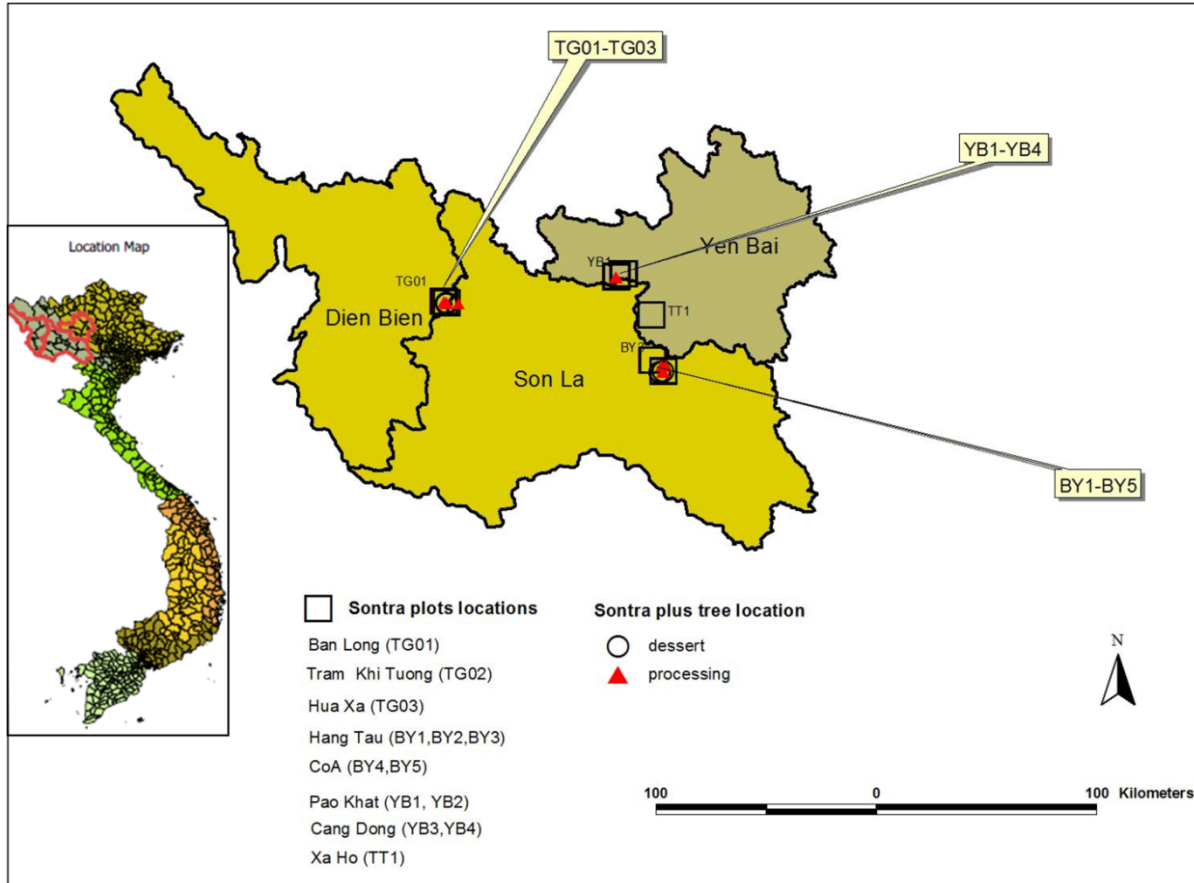 TG01-TG03
YB1-YB4
Location Map
Yen Bai
YB1
TG01
Dien Bien
TT1
BY3
Son La
BY1-BY5
Sontra plots locations
Ban Long (TG01)
Tram Khi Tuong (TG02)
Hua Xa (TG03)
Hang Tau (BY1,BY2,BY3)
CoA (BY4,BY5)
Pao Khat (YB1, YB2)
Cang Dong (YB3,YB4)
Xa Ho (TT1)
Sontra plus tree location
dessert
processing
N
100 0 100 Kilometers